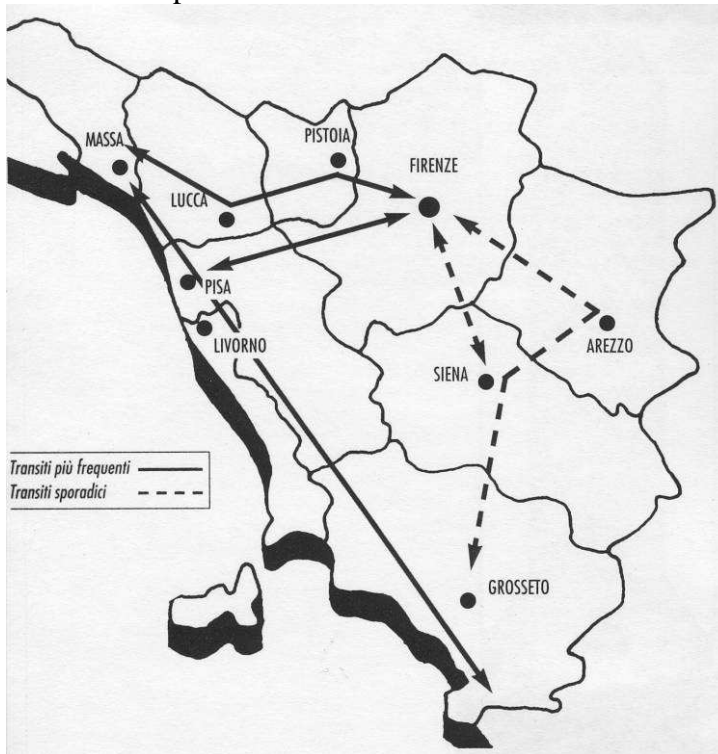 MASSA
PISTOIA
FIRENZE
LUCCA
PISA
LIVORNO
AREZZO
SIENA
Transiti più frequenti
Transiti sporadici
GROSSETO